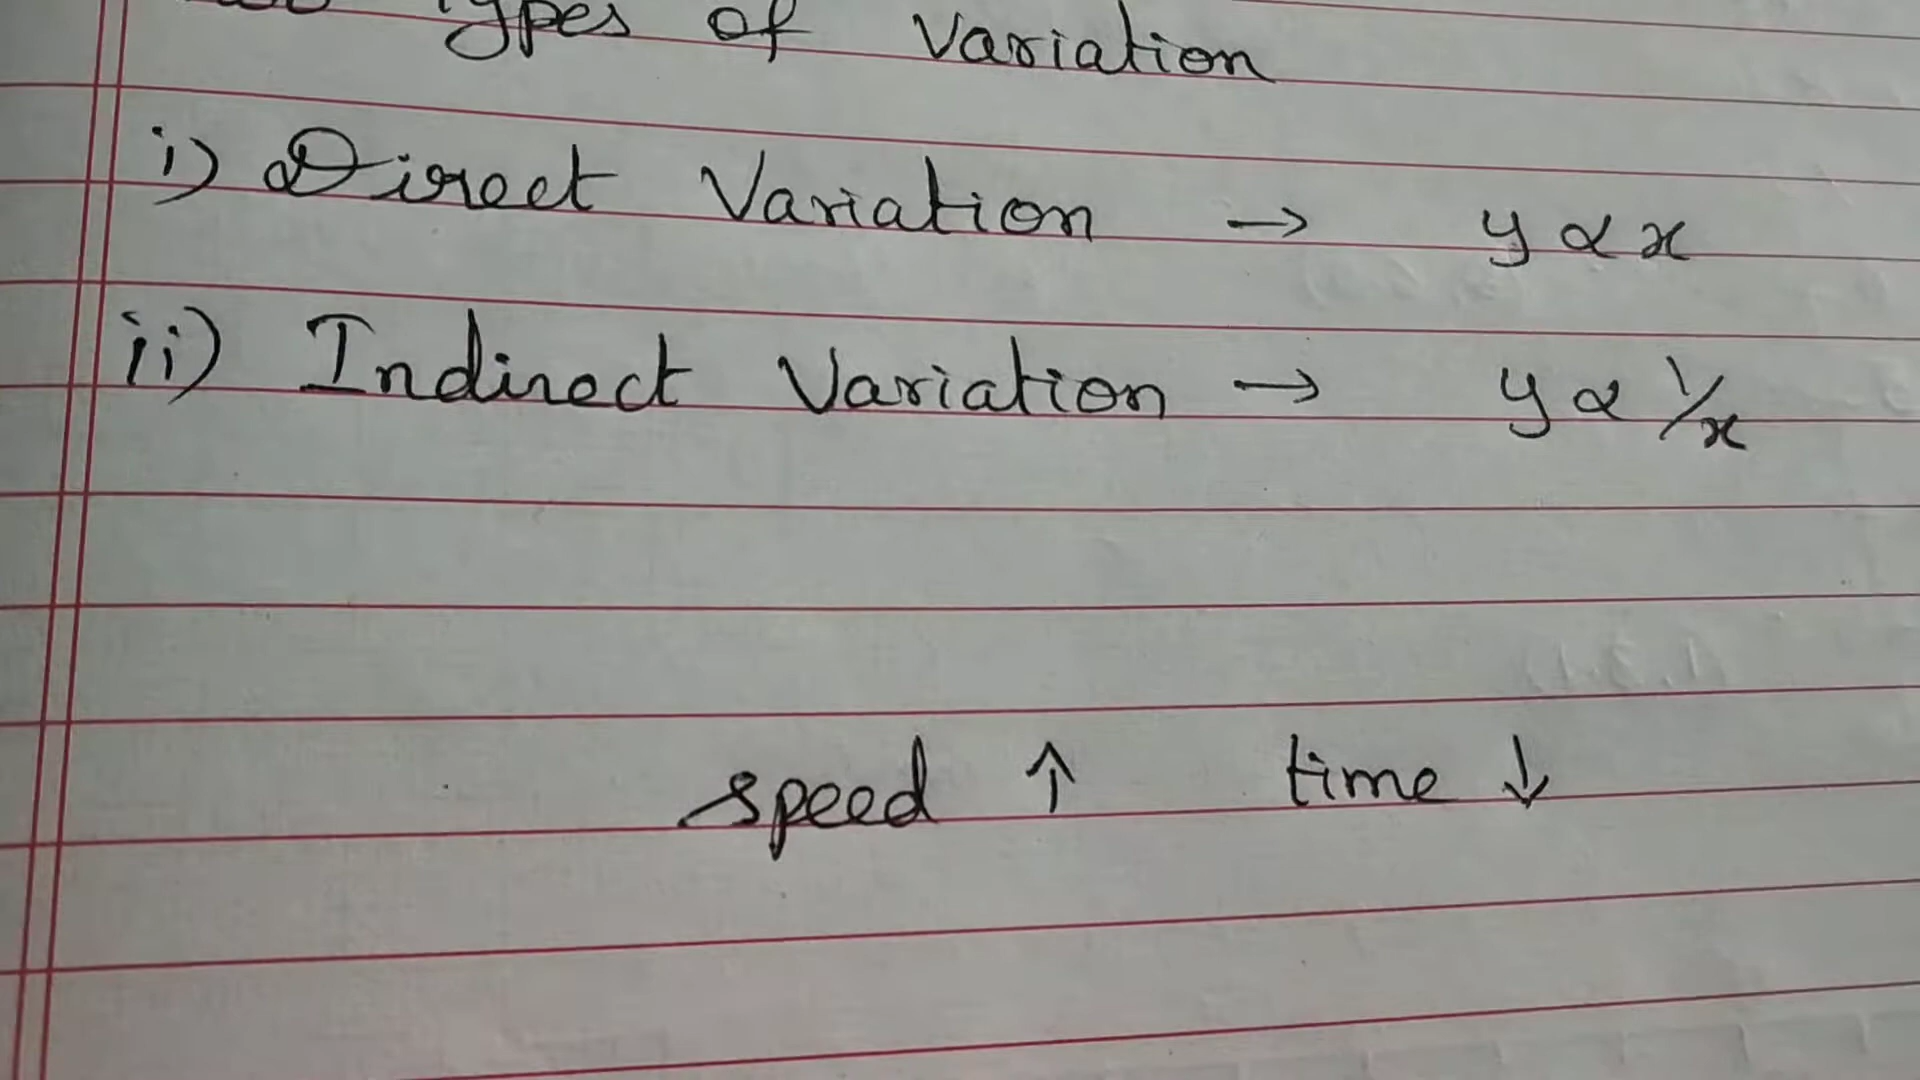 Types of Variation
i) Direct Variation → y ∝ x
ii) Indirect Variation → y ∝ 1/x
speed ↑ time ↓